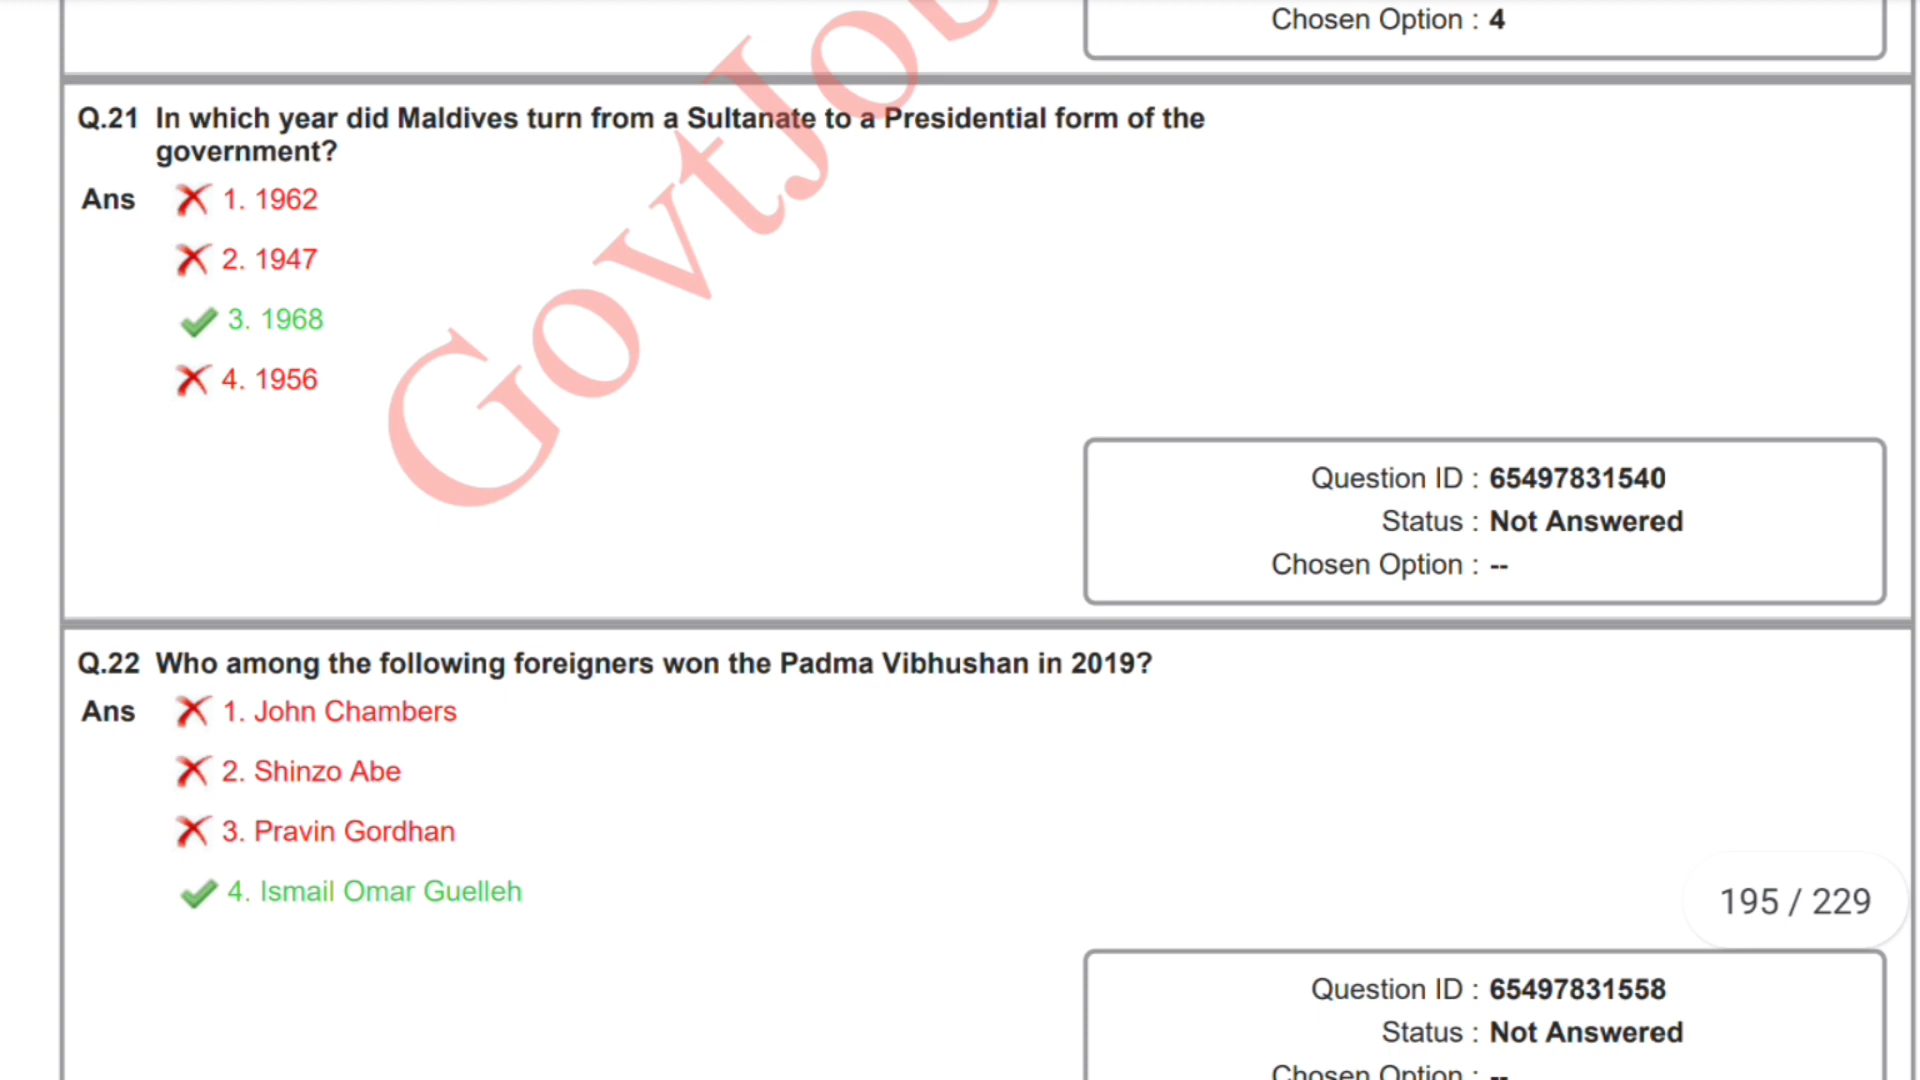 Chosen Option : 4
Q.21 In which year did Maldives turn from a Sultanate to a Presidential form of the
government?
Ans 1. 1962
2. 1947
3. 1968
4. 1956
Question ID : 65497831540
Status : Not Answered
Chosen Option : --
Q.22 Who among the following foreigners won the Padma Vibhushan in 2019?
Ans 1. John Chambers
2. Shinzo Abe
3. Pravin Gordhan
4. Ismail Omar Guelleh
195 / 229
Question ID : 65497831558
Status : Not Answered
Chosen Option : --
GovtJo